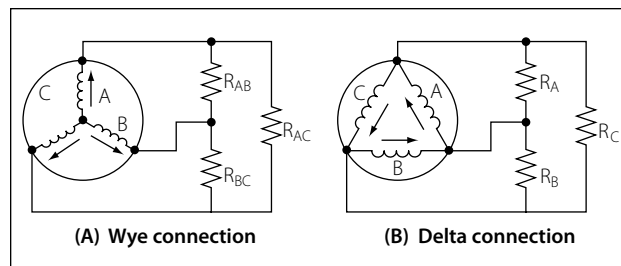 C
A
B
R_AB
R_BC
R_AC
(A) Wye connection
C
A
B
R_A
R_B
R_C
(B) Delta connection